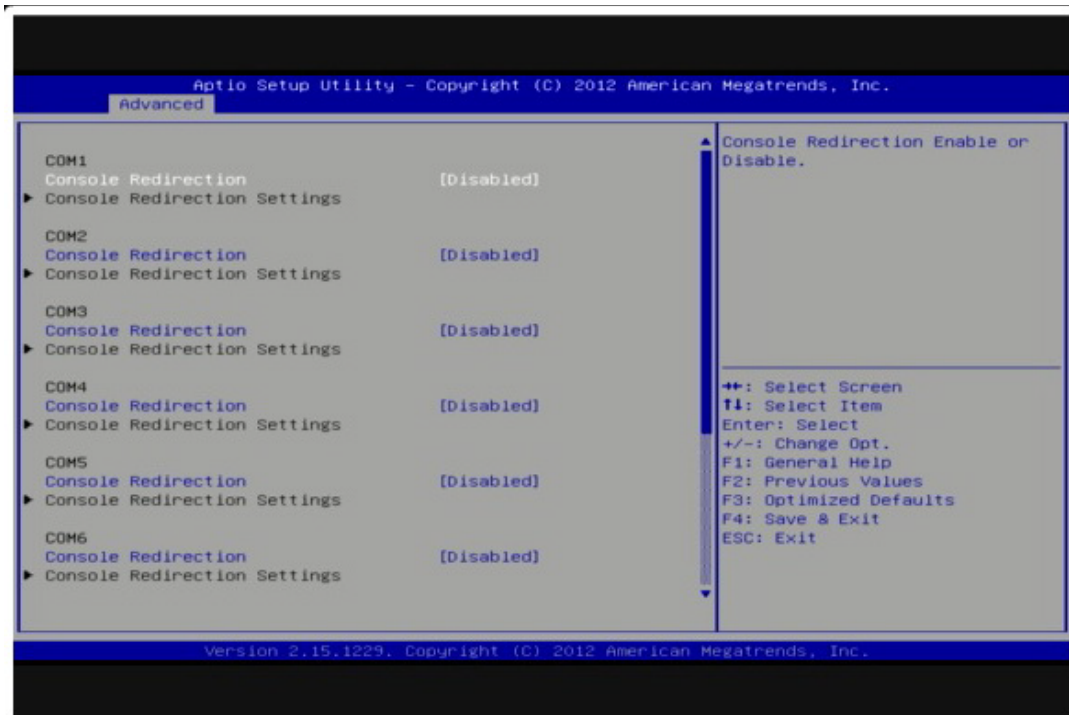 Aptio Setup Utility - Copyright (C) 2012 American Megatrends, Inc.
Advanced
COM1
Console Redirection [Disabled]
Console Redirection Settings
COM2
Console Redirection [Disabled]
Console Redirection Settings
COM3
Console Redirection [Disabled]
Console Redirection Settings
COM4
Console Redirection [Disabled]
Console Redirection Settings
COM5
Console Redirection [Disabled]
Console Redirection Settings
COM6
Console Redirection [Disabled]
Console Redirection Settings
Console Redirection Enable or
Disable.
→←: Select Screen
↑↓: Select Item
Enter: Select
+/-: Change Opt.
F1: General Help
F2: Previous Values
F3: Optimized Defaults
F4: Save & Exit
ESC: Exit
Version 2.15.1229. Copyright (C) 2012 American Megatrends, Inc.